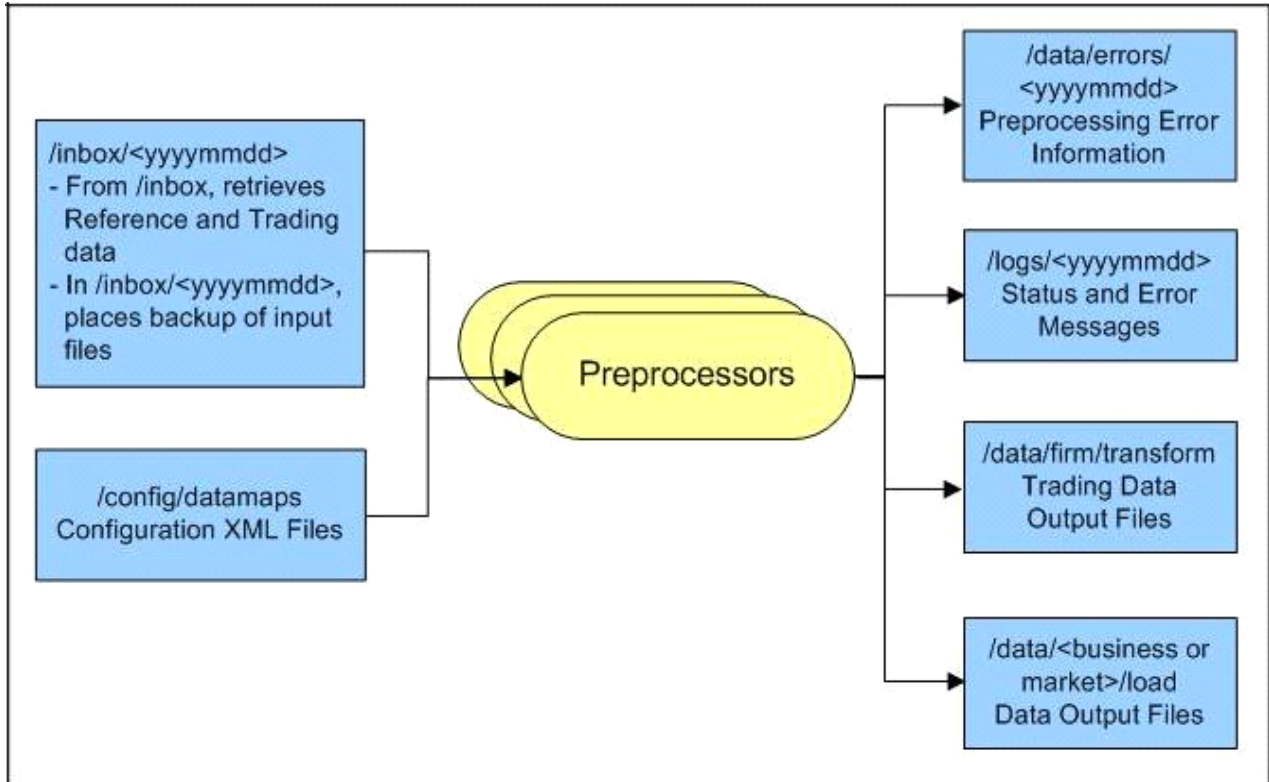 /inbox/<yyyymmdd>
- From /inbox, retrieves
Reference and Trading
data
- In /inbox/<yyyymmdd>,
places backup of input
files
/config/datamaps
Configuration XML Files
Preprocessors
/data/errors/
<yyyymmdd>
Preprocessing Error
Information
/logs/<yyyymmdd>
Status and Error
Messages
/data/firm/transform
Trading Data
Output Files
/data/<business or
market>/load
Data Output Files